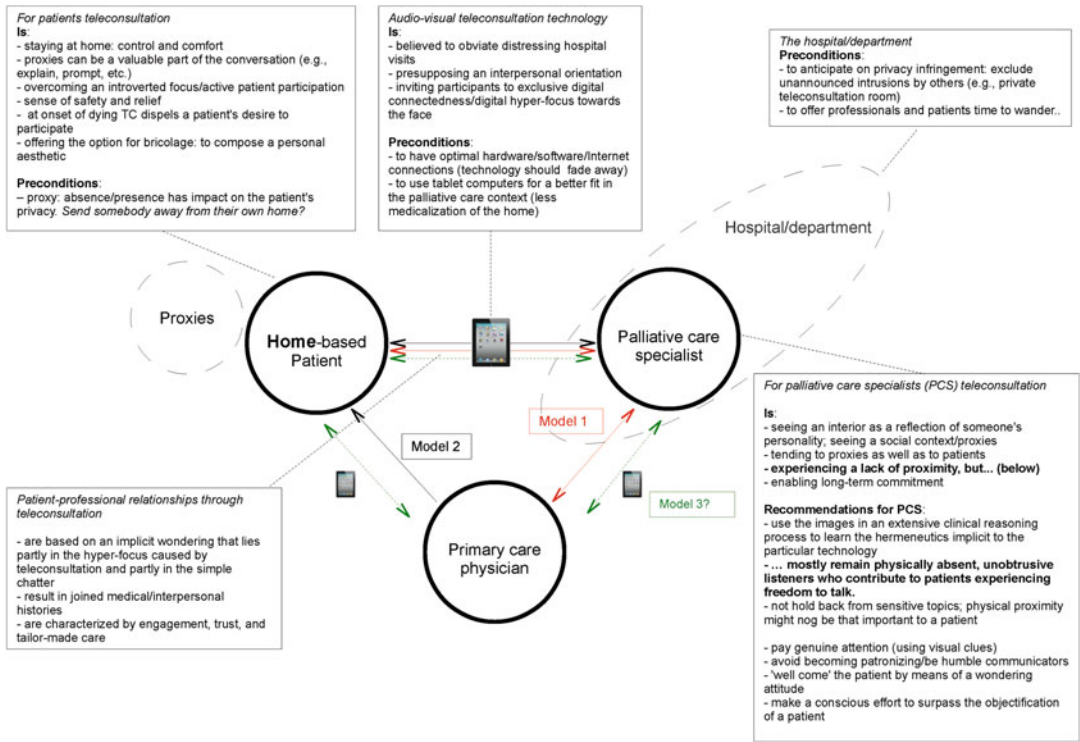 For patients teleconsultation
Is:
- staying at home: control and comfort
- proxies can be a valuable part of the conversation (e.g.,
explain, prompt, etc.)
- overcoming an introverted focus/active patient participation
- sense of safety and relief
- at onset of dying TC dispels a patient's desire to
participate
- offering the option for bricolage: to compose a personal
aesthetic
Preconditions:
– proxy: absence/presence has impact on the patient's
privacy. Send somebody away from their own home?
Audio-visual teleconsultation technology
Is:
- believed to obviate distressing hospital
visits
- presupposing an interpersonal orientation
- inviting participants to exclusive digital
connectedness/digital hyper-focus towards
the face
Preconditions:
- to have optimal hardware/software/Internet
connections (technology should fade away)
- to use tablet computers for a better fit in
the palliative care context (less
medicalization of the home)
The hospital/department
Preconditions:
- to anticipate on privacy infringement: exclude
unannounced intrusions by others (e.g., private
teleconsultation room)
- to offer professionals and patients time to wander..
Hospital/department
Proxies
Home-based
Patient
Palliative care
specialist
Model 1
Model 2
Model 3?
Primary care
physician
Patient-professional relationships through
teleconsultation
- are based on an implicit wondering that lies
partly in the hyper-focus caused by
teleconsultation and partly in the simple
chatter
- result in joined medical/interpersonal
histories
- are characterized by engagement, trust, and
tailor-made care
For palliative care specialists (PCS) teleconsultation
Is:
- seeing an interior as a reflection of someone's
personality; seeing a social context/proxies
- tending to proxies as well as to patients
- experiencing a lack of proximity, but... (below)
- enabling long-term commitment
Recommendations for PCS:
- use the images in an extensive clinical reasoning
process to learn the hermeneutics implicit to the
particular technology
- ... mostly remain physically absent, unobtrusive
listeners who contribute to patients experiencing
freedom to talk.
- not hold back from sensitive topics; physical proximity
might nog be that important to a patient
- pay genuine attention (using visual clues)
- avoid becoming patronizing/be humble communicators
- 'well come' the patient by means of a wondering
attitude
- make a conscious effort to surpass the objectification
of a patient